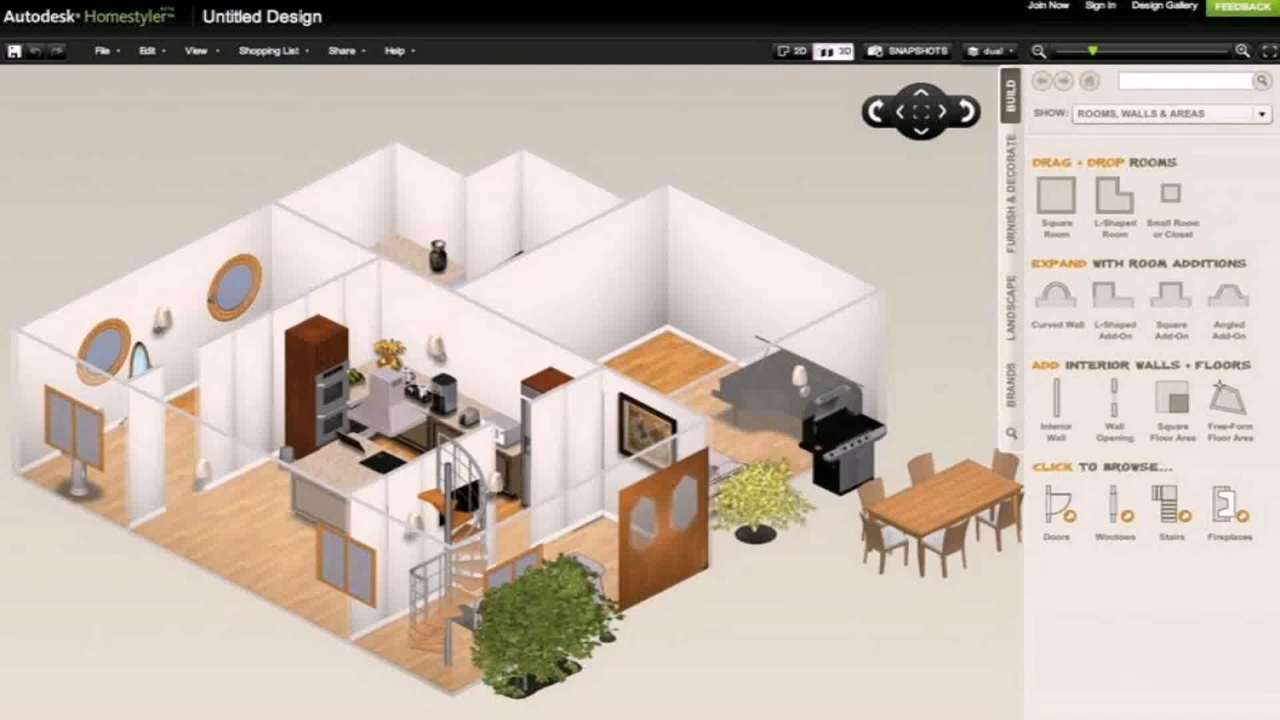 Autodesk® Homestyler™ BETA Untitled Design
Join Now Sign In Design Gallery FEEDBACK
File Edit View Shopping List Share Help
2D 3D SNAPSHOTS dual
BUILD
FURNISH & DECORATE
LANDSCAPE
BRANDS
SHOW: ROOMS, WALLS & AREAS
DRAG + DROP ROOMS
Square Room
L-Shaped Room
Small Room or Closet
EXPAND WITH ROOM ADDITIONS
Curved Wall
L-Shaped Add-On
Square Add-On
Angled Add-On
ADD INTERIOR WALLS + FLOORS
Interior Wall
Wall Opening
Square Floor Area
Free-Form Floor Area
CLICK TO BROWSE...
Doors Windows Stairs Fireplaces